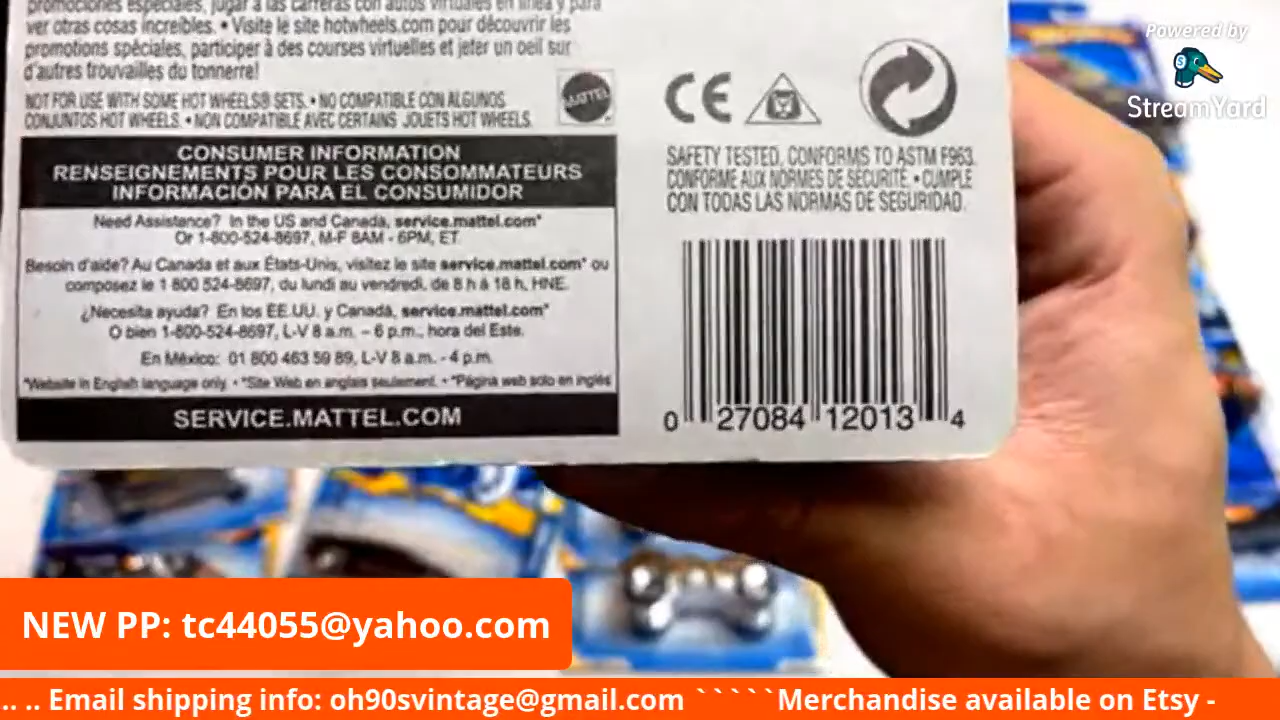 promociones especiales, jugar a las carreras con autos virtuales en línea y para
ver otras cosas increíbles. • Visite le site hotwheels.com pour découvrir les
promotions spéciales, participer à des courses virtuelles et jeter un oeil sur
d'autres trouvailles du tonnerre!
NOT FOR USE WITH SOME HOT WHEELS® SETS. • NO COMPATIBLE CON ALGUNOS
CONJUNTOS HOT WHEELS. • NON COMPATIBLE AVEC CERTAINS JOUETS HOT WHEELS.
MATTEL
CONSUMER INFORMATION
RENSEIGNEMENTS POUR LES CONSOMMATEURS
INFORMACIÓN PARA EL CONSUMIDOR
Need Assistance? In the US and Canada, service.mattel.com*
Or 1-800-524-8697, M-F 8AM - 6PM, ET.
Besoin d'aide? Au Canada et aux États-Unis, visitez le site service.mattel.com* ou
composez le 1 800 524-8697, du lundi au vendredi, de 8 h à 18 h, HNE.
¿Necesita ayuda? En los EE.UU. y Canadá, service.mattel.com*
O bien 1-800-524-8697, L-V 8 a.m. – 6 p.m., hora del Este.
En México: 01 800 463 59 89, L-V 8 a.m. - 4 p.m.
*Website in English language only. • *Site Web en anglais seulement. • *Página web solo en inglés
SERVICE.MATTEL.COM
CE
SAFETY TESTED. CONFORMS TO ASTM F963.
CONFORME AUX NORMES DE SÉCURITÉ. • CUMPLE
CON TODAS LAS NORMAS DE SEGURIDAD.
0 27084 12013 4
Powered by
StreamYard
NEW PP: tc44055@yahoo.com
.. .. Email shipping info: oh90svintage@gmail.com `````Merchandise available on Etsy -